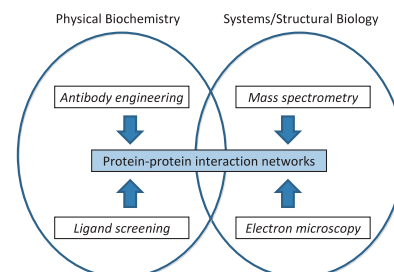 Physical Biochemistry
Systems/Structural Biology
Antibody engineering
Mass spectrometry
Protein-protein interaction networks
Ligand screening
Electron microscopy